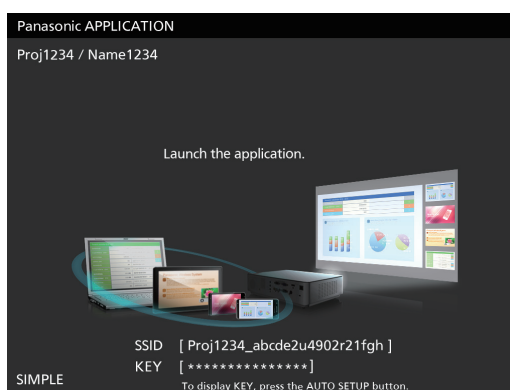 Panasonic APPLICATION
Proj1234 / Name1234
Launch the application.
SSID [ Proj1234_abcde2u4902r21fgh ]
KEY [ *************** ]
SIMPLE
To display KEY, press the AUTO SETUP button.